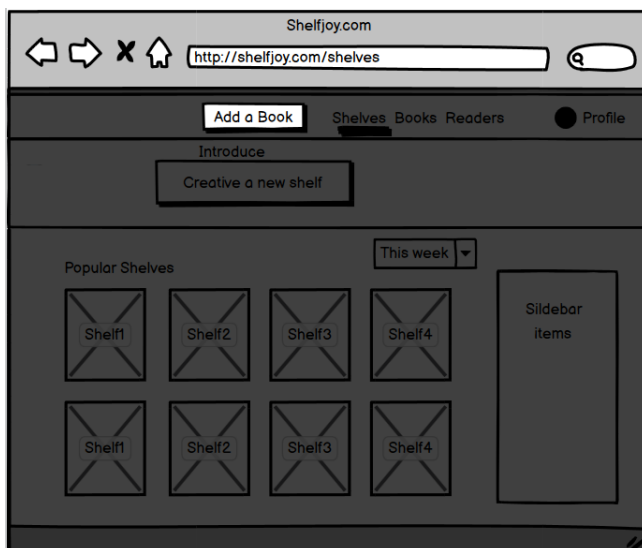 Shelfjoy.com
http://shelfjoy.com/shelves
Add a Book Shelves Books Readers Profile
Introduce
Creative a new shelf
This week
Popular Shelves
Shelf1 Shelf2 Shelf3 Shelf4
Sildebar
items
Shelf1 Shelf2 Shelf3 Shelf4